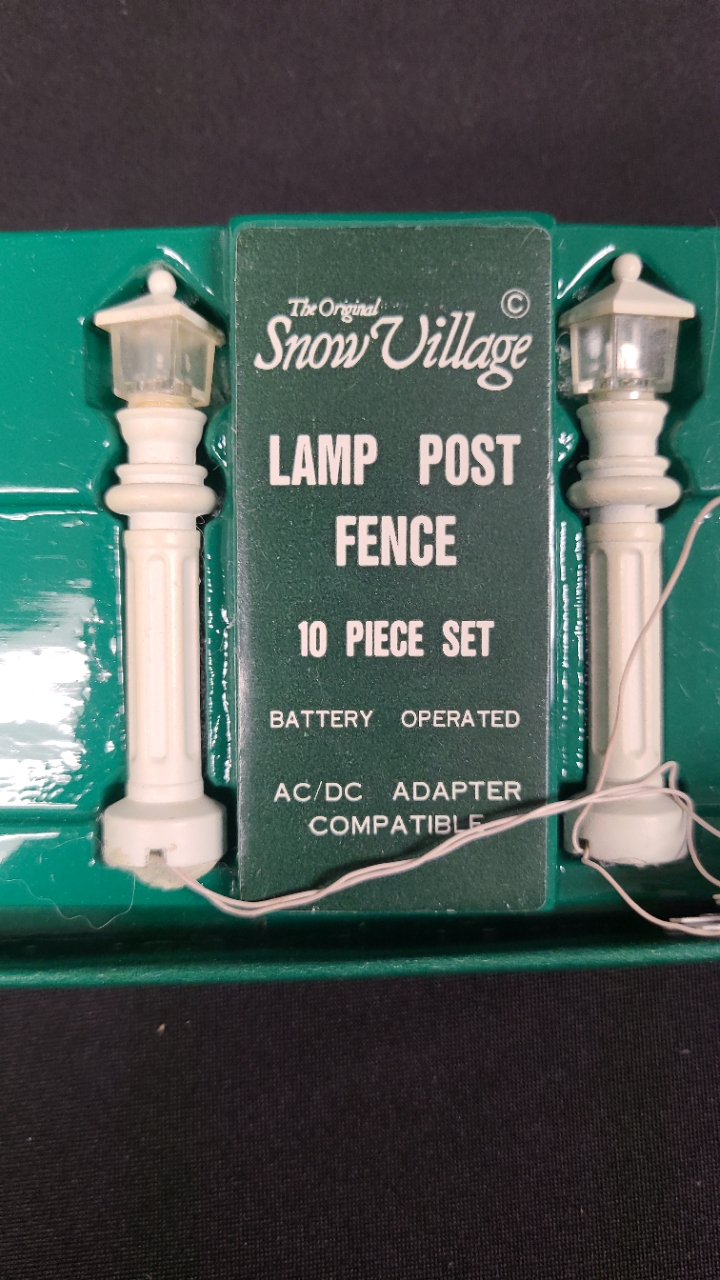 The Original ©
Snow Village
LAMP POST
FENCE
10 PIECE SET
BATTERY OPERATED
AC/DC ADAPTER
COMPATIBLE